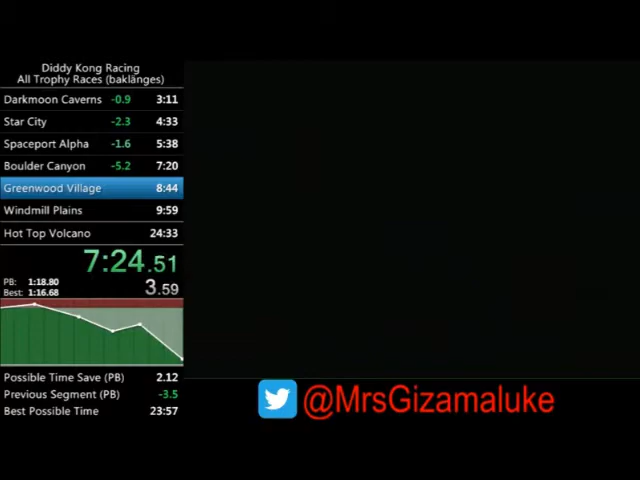 Diddy Kong Racing
All Trophy Races (baklänges)
Darkmoon Caverns -0.9 3:11
Star City -2.3 4:33
Spaceport Alpha -1.6 5:38
Boulder Canyon -5.2 7:20
Greenwood Village 8:44
Windmill Plains 9:59
Hot Top Volcano 24:33
7:24.51
PB: 1:18.80 3.59
Best: 1:16.68
Possible Time Save (PB) 2.12
Previous Segment (PB) -3.5
Best Possible Time 23:57
@MrsGizamaluke